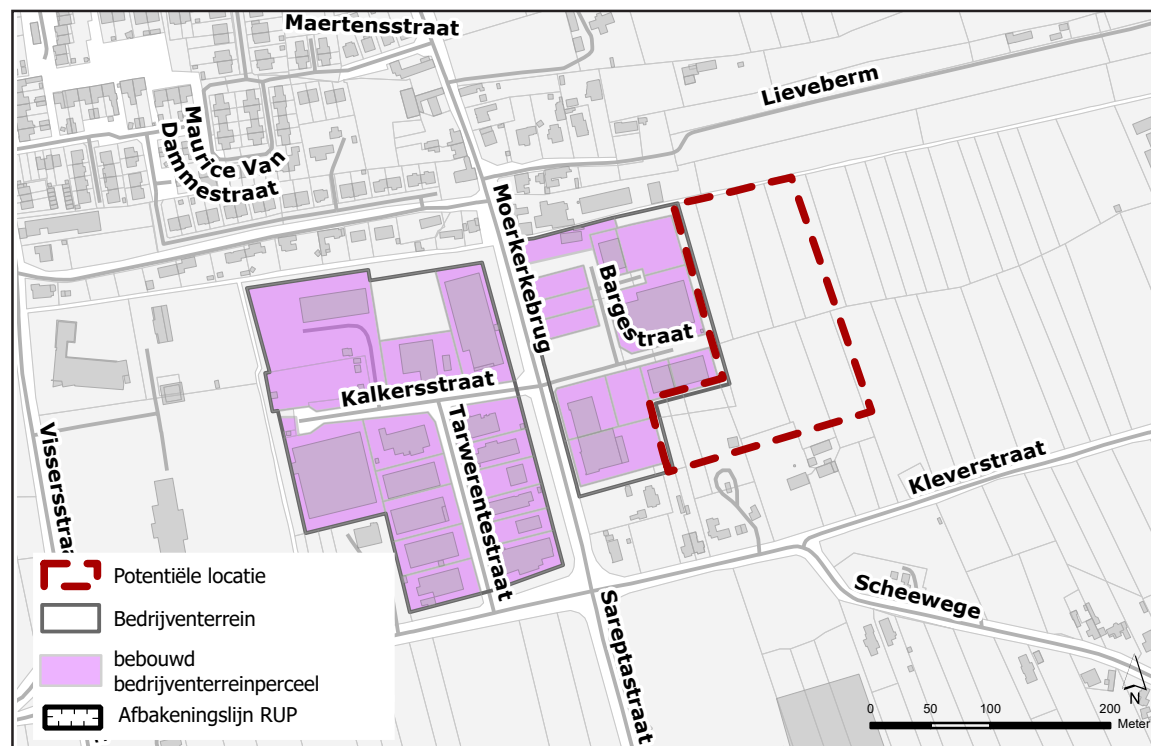 Maertensstraat
Lieveberm
Maurice Van
Dammestraat
Moerkerkebrug
Bargestraat
Kalkersstraat
Tarwerentestraat
Vissersstraa
Kleverstraat
Scheewege
Sareptastraat
Potentiële locatie
Bedrijventerrein
bebouwd
bedrijventerreinperceel
Afbakeningslijn RUP
N
0 50 100 200
Meter